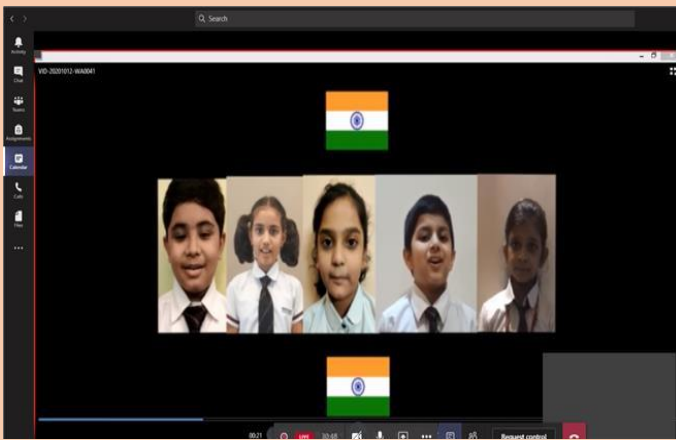 Search
Activity
VID-20201012-WA0041
Chat
Teams
Assignments
Calendar
Calls
Files
00:21 LIVE 30:48 Request control